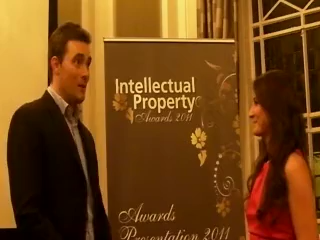 Intellectual
Property
Awards 2011
Awards
Presentation 2011